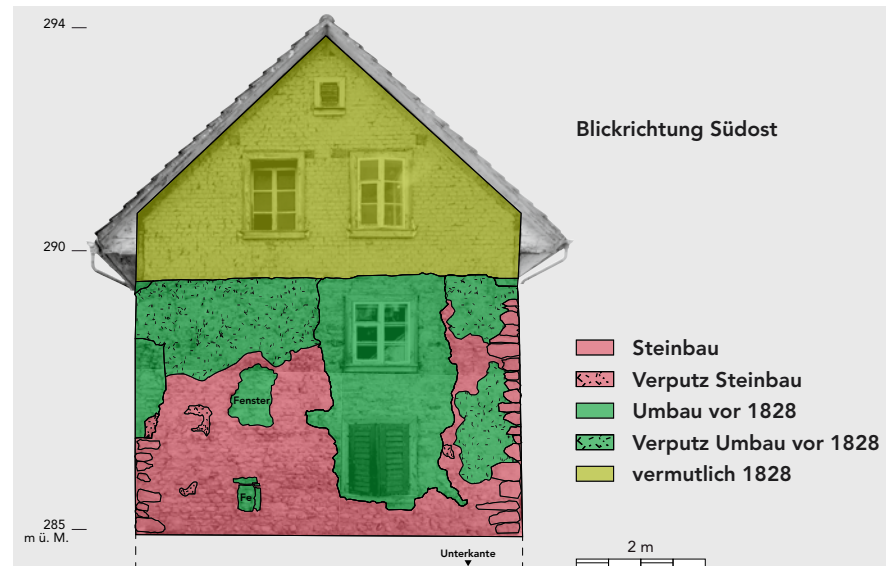 294
Blickrichtung Südost
290
Steinbau
Verputz Steinbau
Fenster
Umbau vor 1828
Verputz Umbau vor 1828
vermutlich 1828
Fe
285
m ü. M.
Unterkante
2 m